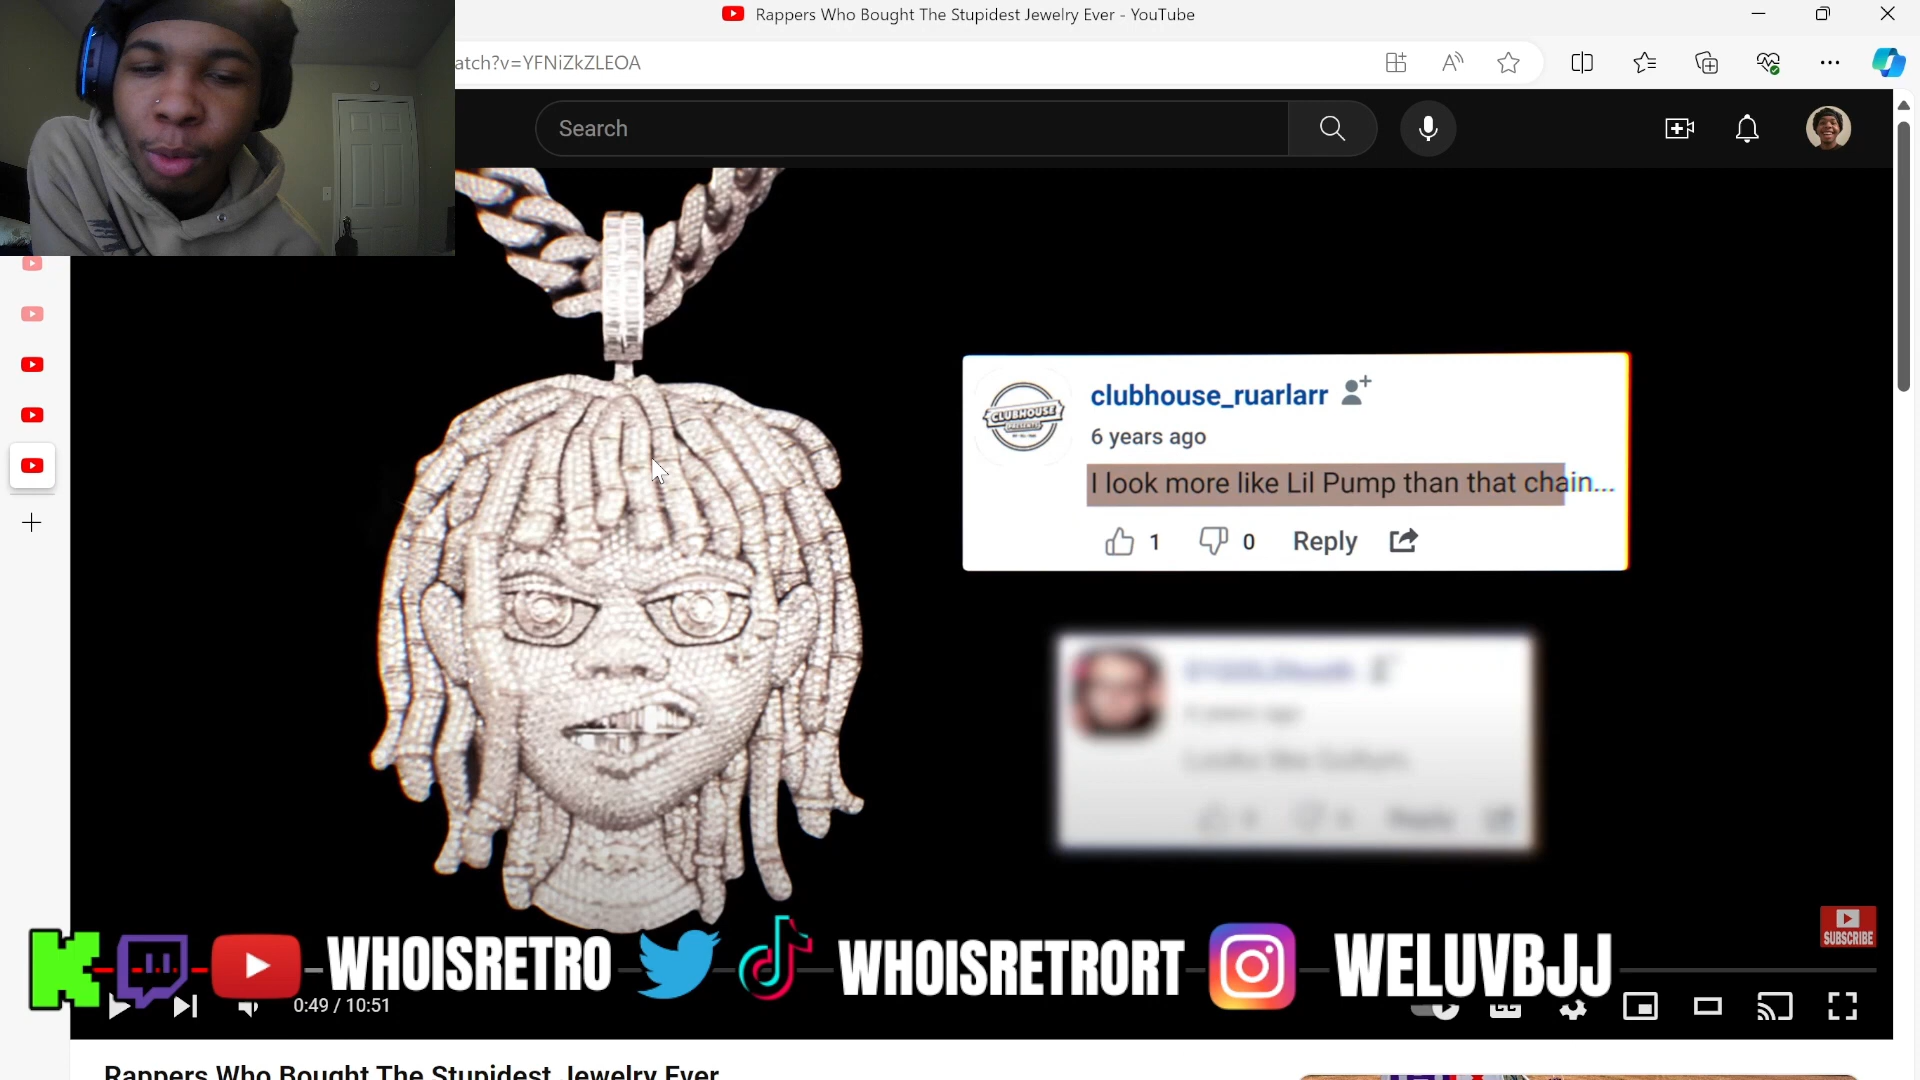 Rappers Who Bought The Stupidest Jewelry Ever - YouTube
atch?v=YFNiZkZLEOA
Search
CLUBHOUSE
clubhouse_ruarlarr
6 years ago
I look more like Lil Pump than that chain...
1 0 Reply
SUBSCRIBE
WHOISRETRO WHOISRETRORT WELUVBJJ
0:49 / 10:51
Rappers Who Bought The Stupidest Jewelry Ever